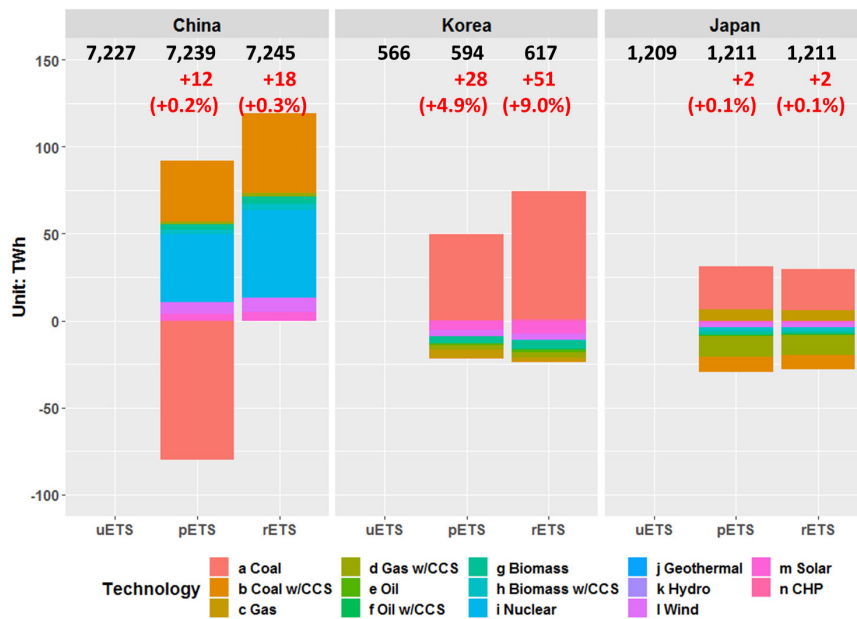 China Korea Japan
7,227 7,239 7,245 566 594 617 1,209 1,211 1,211
+12 +18 +28 +51 +2 +2
(+0.2%) (+0.3%) (+4.9%) (+9.0%) (+0.1%) (+0.1%)
150
100
50
0
-50
-100
Unit: TWh
uETS pETS rETS uETS pETS rETS uETS pETS rETS
Technology
a Coal d Gas w/CCS g Biomass j Geothermal m Solar
b Coal w/CCS e Oil h Biomass w/CCS k Hydro n CHP
c Gas f Oil w/CCS i Nuclear l Wind